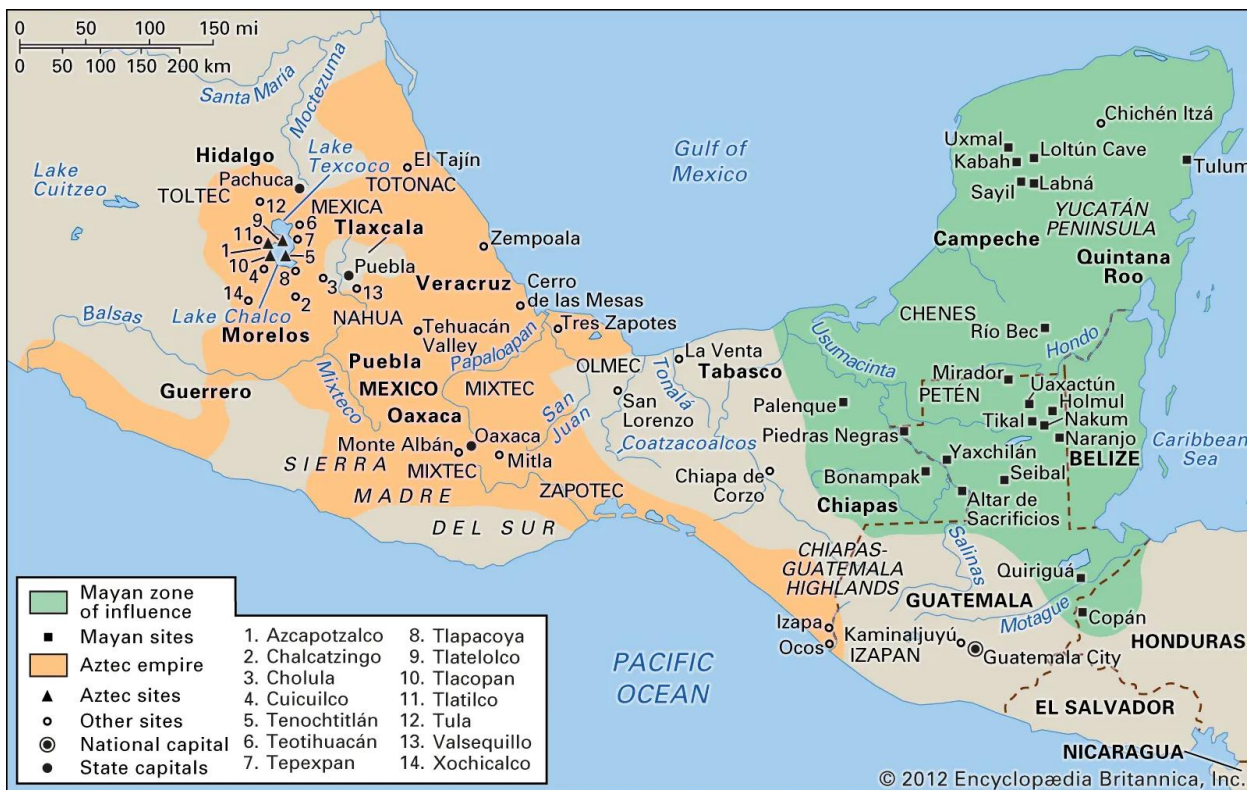 0 50 100 150 mi
0 50 100 150 200 km
Santa María
Moctezuma
Lake
Cuitzeo
Hidalgo
Lake
Texcoco
Pachuca
TOLTEC
12
MEXICA
El Tajín
TOTONAC
9
6
11
7
1
5
10
4
8
14
2
3
13
Tlaxcala
Puebla
Zempoala
Veracruz
Cerro
de las Mesas
Lake Chalco
Morelos
NAHUA
Balsas
Tehuacán
Valley
Papaloapan
Tres Zapotes
Puebla
MEXICO
MIXTEC
OLMEC
Guerrero
Mixteco
Oaxaca
San
Juan
Monte Albán
Oaxaca
MIXTEC
Mitla
SIERRA
MADRE
DEL SUR
ZAPOTEC
Gulf of
Mexico
La Venta
Tabasco
Tonalá
San
Lorenzo
Coatzacoálcos
Chiapa de
Corzo
Chichén Itzá
Uxmal
Kabah
Loltún Cave
Tulum
Sayil
Labná
YUCATÁN
PENINSULA
Campeche
Quintana
Roo
CHENES
Río Bec
Hondo
Usumacinta
Mirador
PETÉN
Uaxactún
Holmul
Tikal
Nakum
Naranjo
Palenque
Piedras Negras
BELIZE
Caribbean
Sea
Yaxchilán
Bonampak
Seibal
Chiapas
Altar de
Sacrificios
CHIAPAS-
GUATEMALA
HIGHLANDS
Salinas
Quiriguá
GUATEMALA
Motague
Copán
HONDURAS
Izapa
Ocos
Kaminaljuyú
IZAPAN
Guatemala City
PACIFIC
OCEAN
EL SALVADOR
NICARAGUA
Mayan zone
of influence
Mayan sites
Aztec empire
Aztec sites
Other sites
National capital
State capitals
1. Azcapotzalco
2. Chalcatzingo
3. Cholula
4. Cuicuilco
5. Tenochtitlán
6. Teotihuacán
7. Tepexpan
8. Tlapacoya
9. Tlatelolco
10. Tlacopan
11. Tlatilco
12. Tula
13. Valsequillo
14. Xochicalco
© 2012 Encyclopædia Britannica, Inc.